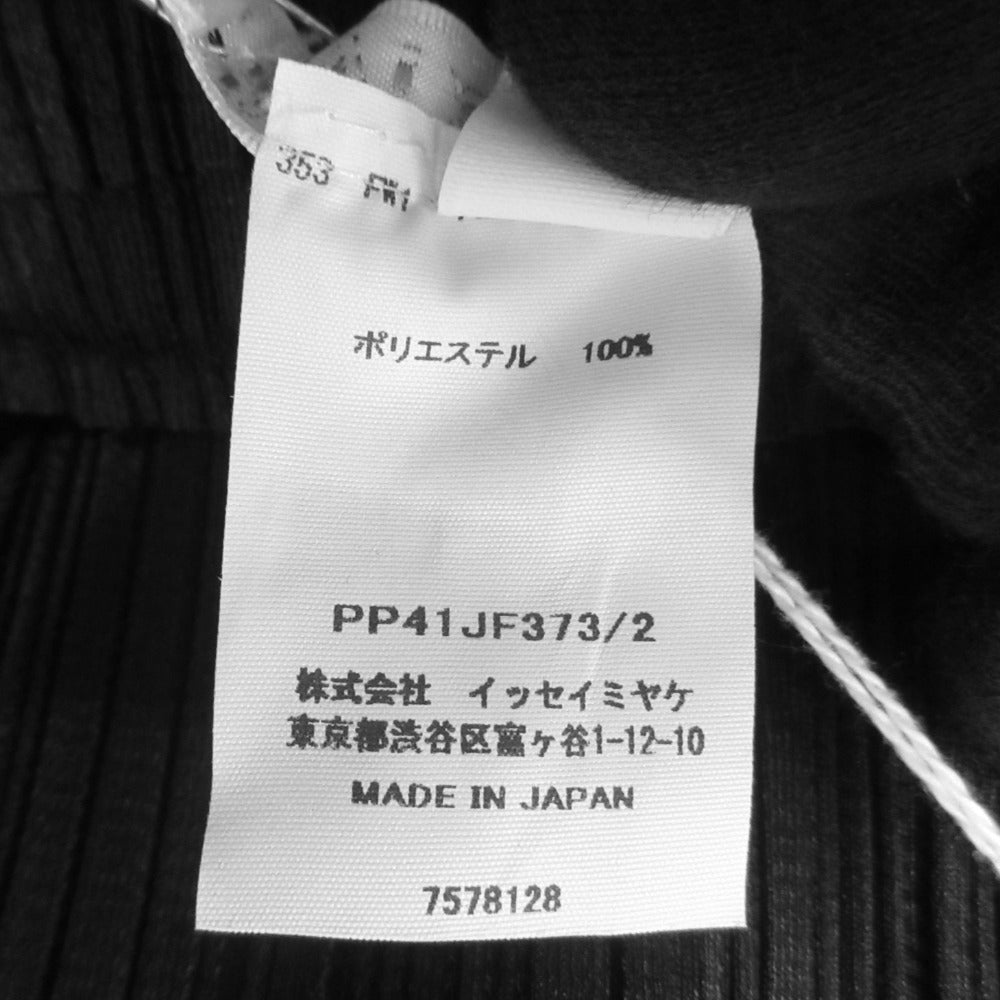 353 FW1
ポリエステル 100%
PP41JF373/2
株式会社 イッセイミヤケ
東京都渋谷区富ヶ谷1-12-10
MADE IN JAPAN
7578128